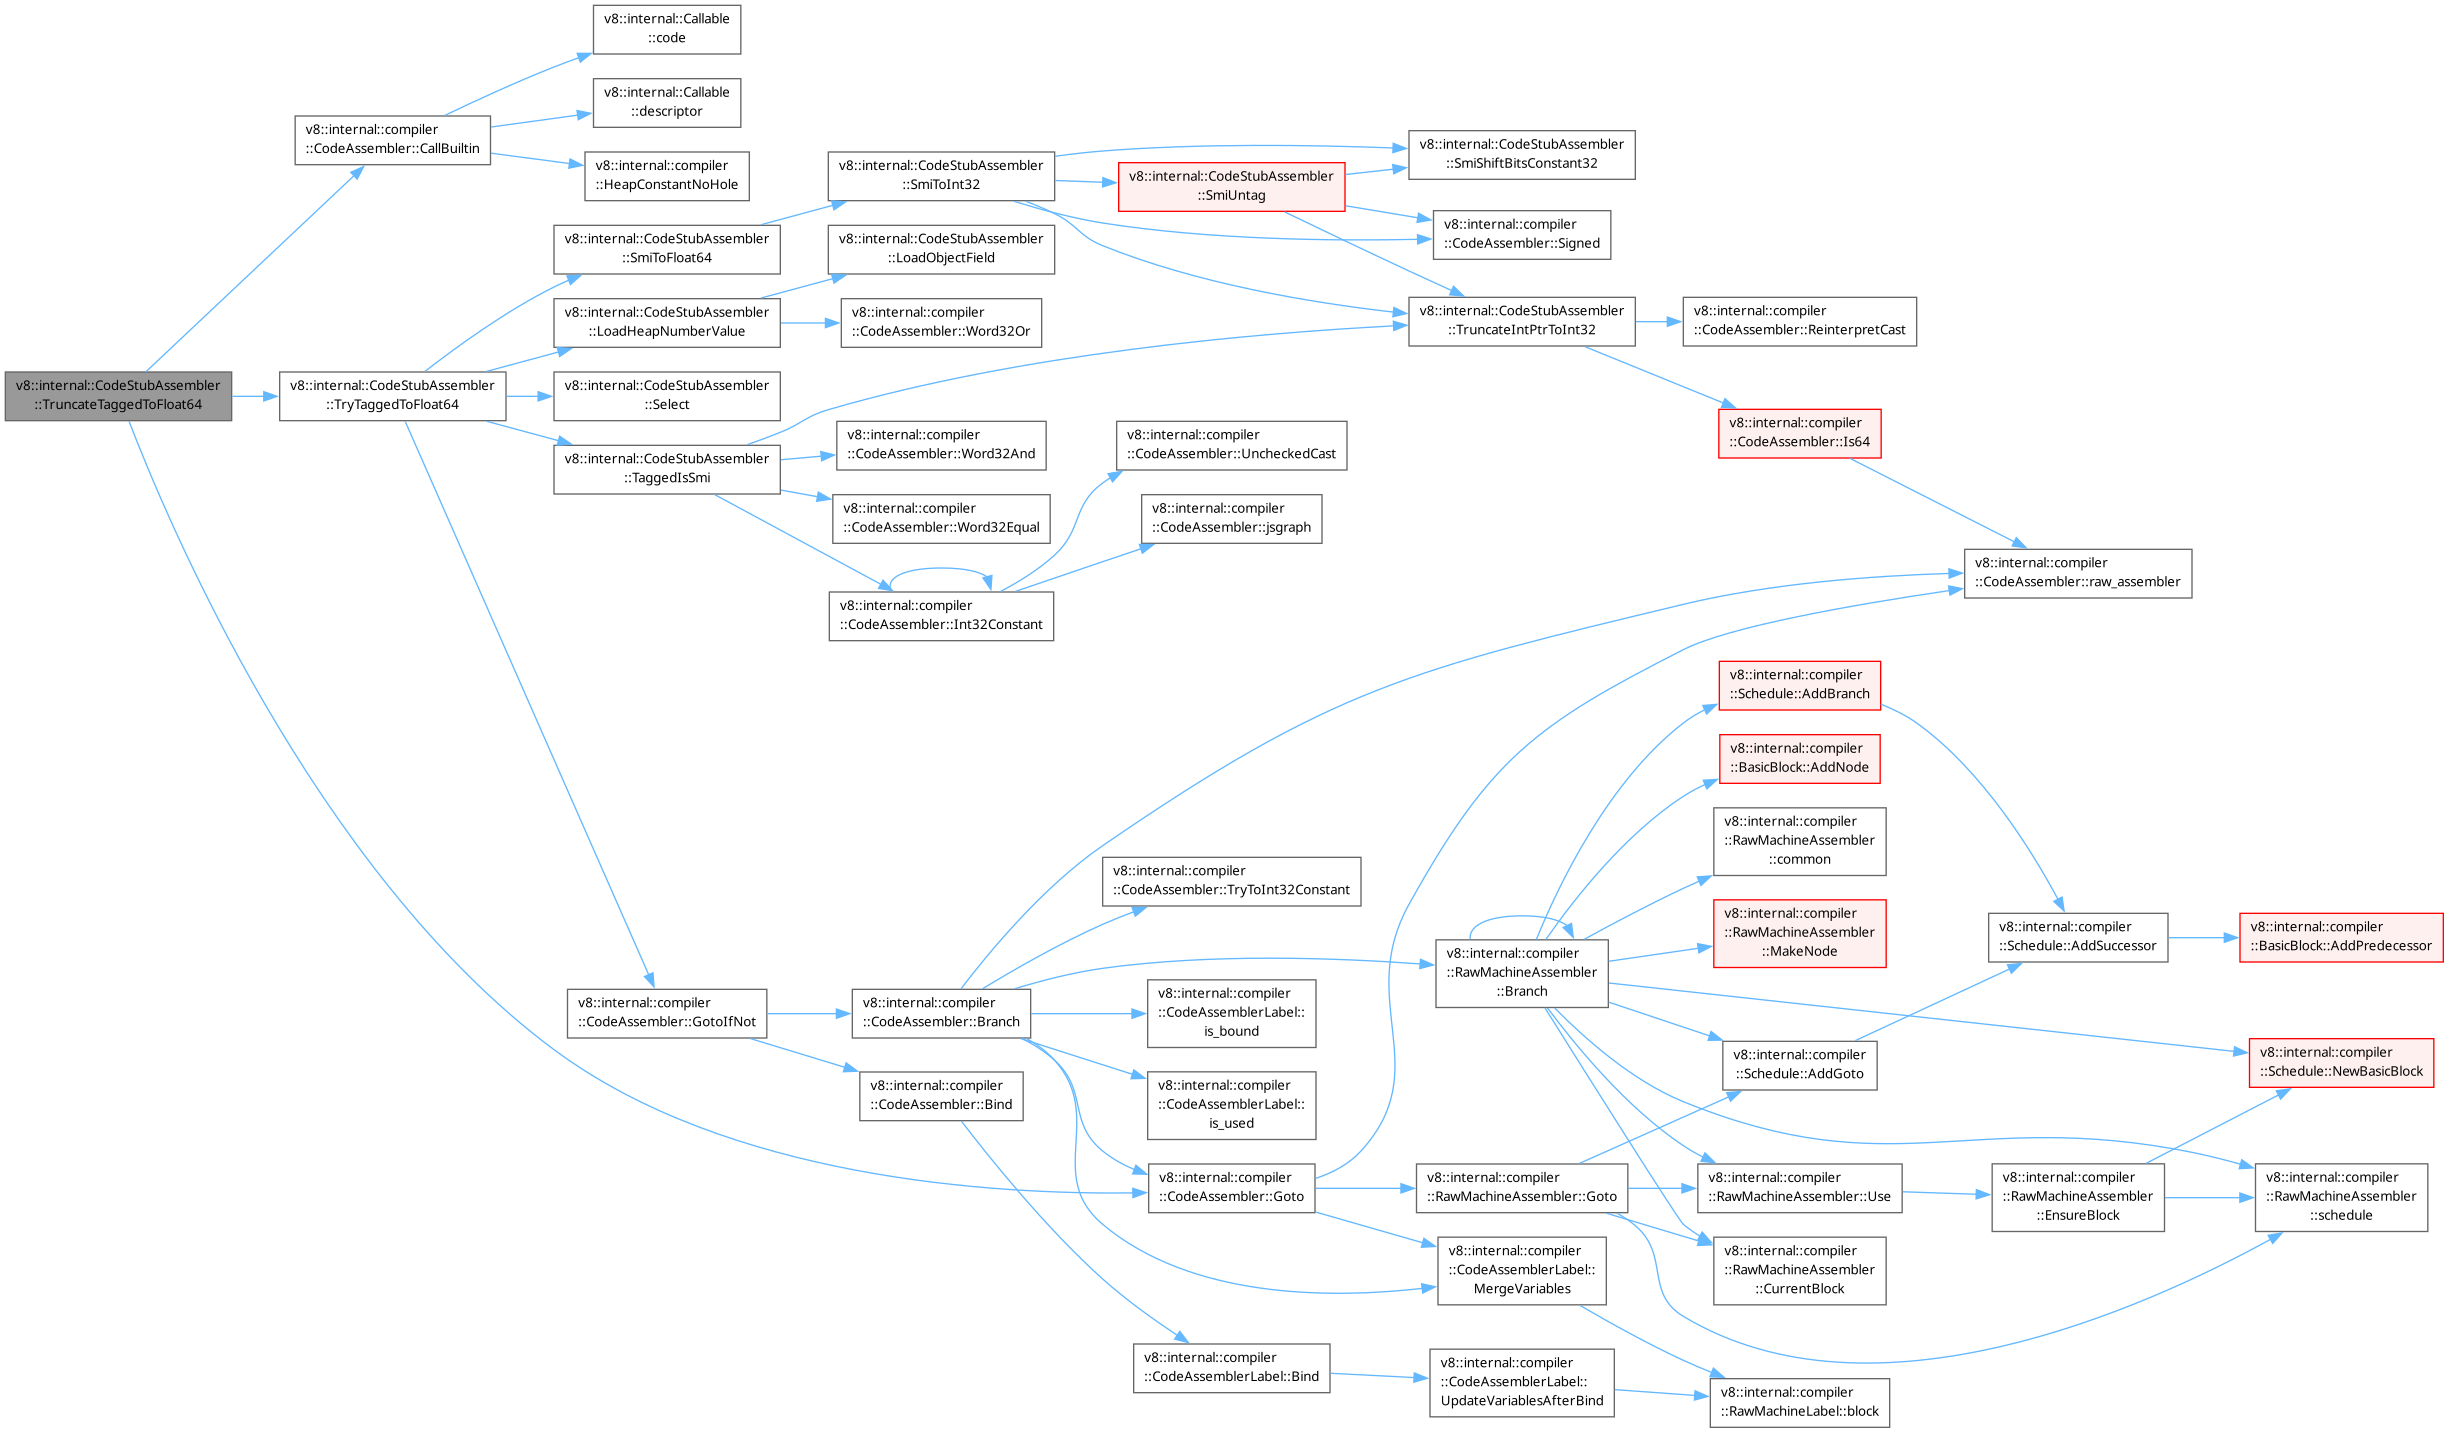 v8::internal::CodeStubAssembler
::TruncateTaggedToFloat64
v8::internal::compiler
::CodeAssembler::CallBuiltin
v8::internal::Callable
::code
v8::internal::Callable
::descriptor
v8::internal::compiler
::HeapConstantNoHole
v8::internal::CodeStubAssembler
::TryTaggedToFloat64
v8::internal::CodeStubAssembler
::SmiToFloat64
v8::internal::CodeStubAssembler
::LoadHeapNumberValue
v8::internal::CodeStubAssembler
::Select
v8::internal::CodeStubAssembler
::TaggedIsSmi
v8::internal::CodeStubAssembler
::SmiToInt32
v8::internal::CodeStubAssembler
::LoadObjectField
v8::internal::compiler
::CodeAssembler::Word32Or
v8::internal::compiler
::CodeAssembler::Word32And
v8::internal::compiler
::CodeAssembler::Word32Equal
v8::internal::compiler
::CodeAssembler::Int32Constant
v8::internal::CodeStubAssembler
::SmiUntag
v8::internal::CodeStubAssembler
::SmiShiftBitsConstant32
v8::internal::compiler
::CodeAssembler::Signed
v8::internal::CodeStubAssembler
::TruncateIntPtrToInt32
v8::internal::compiler
::CodeAssembler::ReinterpretCast
v8::internal::compiler
::CodeAssembler::Is64
v8::internal::compiler
::CodeAssembler::UncheckedCast
v8::internal::compiler
::CodeAssembler::jsgraph
v8::internal::compiler
::CodeAssembler::raw_assembler
v8::internal::compiler
::CodeAssembler::GotoIfNot
v8::internal::compiler
::CodeAssembler::Branch
v8::internal::compiler
::CodeAssembler::Bind
v8::internal::compiler
::CodeAssembler::TryToInt32Constant
v8::internal::compiler
::CodeAssemblerLabel::
is_bound
v8::internal::compiler
::CodeAssemblerLabel::
is_used
v8::internal::compiler
::CodeAssembler::Goto
v8::internal::compiler
::CodeAssemblerLabel::Bind
v8::internal::compiler
::RawMachineAssembler
::Branch
v8::internal::compiler
::RawMachineAssembler::Goto
v8::internal::compiler
::CodeAssemblerLabel::
MergeVariables
v8::internal::compiler
::CodeAssemblerLabel::
UpdateVariablesAfterBind
v8::internal::compiler
::Schedule::AddBranch
v8::internal::compiler
::BasicBlock::AddNode
v8::internal::compiler
::RawMachineAssembler
::common
v8::internal::compiler
::RawMachineAssembler
::MakeNode
v8::internal::compiler
::Schedule::AddGoto
v8::internal::compiler
::RawMachineAssembler::Use
v8::internal::compiler
::RawMachineAssembler
::CurrentBlock
v8::internal::compiler
::RawMachineLabel::block
v8::internal::compiler
::Schedule::AddSuccessor
v8::internal::compiler
::BasicBlock::AddPredecessor
v8::internal::compiler
::Schedule::NewBasicBlock
v8::internal::compiler
::RawMachineAssembler
::EnsureBlock
v8::internal::compiler
::RawMachineAssembler
::schedule